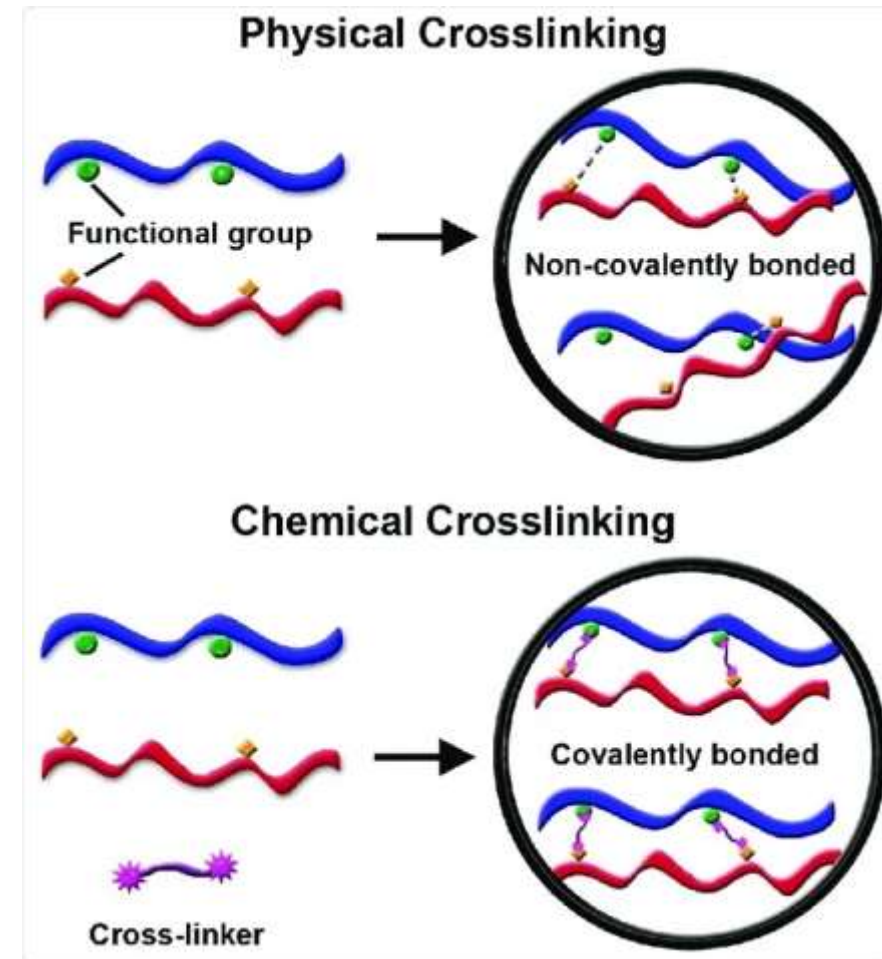 Physical Crosslinking
Functional group
Non-covalently bonded
Chemical Crosslinking
Covalently bonded
Cross-linker